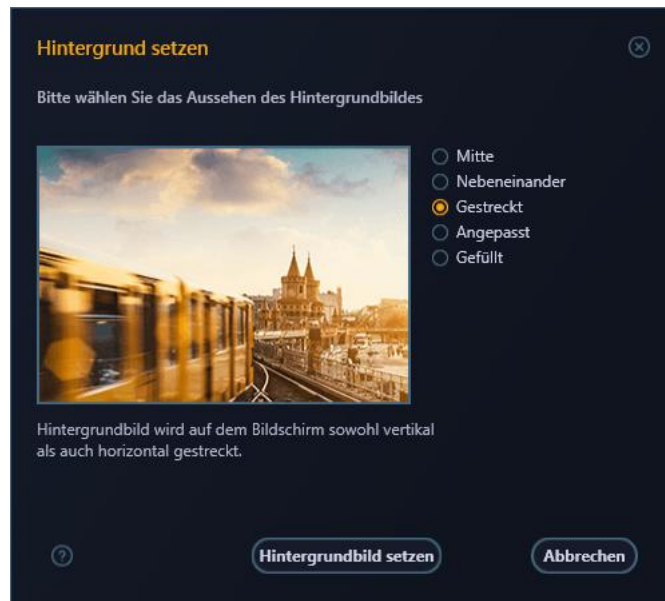 Hintergrund setzen
Bitte wählen Sie das Aussehen des Hintergrundbildes
Mitte
Nebeneinander
Gestreckt
Angepasst
Gefüllt
Hintergrundbild wird auf dem Bildschirm sowohl vertikal
als auch horizontal gestreckt.
?
Hintergrundbild setzen
Abbrechen